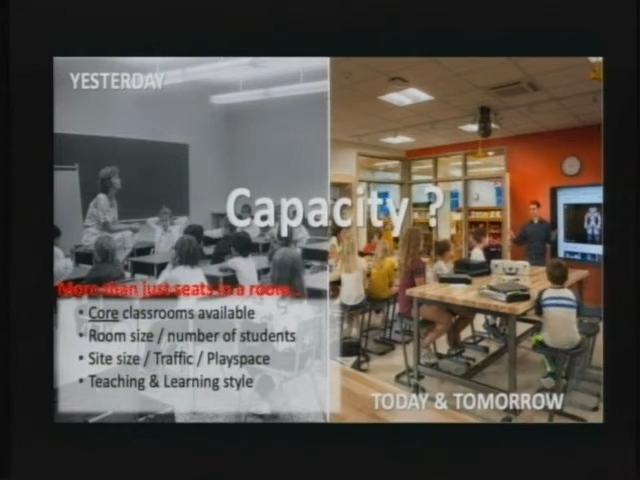 YESTERDAY
Capacity ?
More than just seats in a room...
• Core classrooms available
• Room size / number of students
• Site size / Traffic / Playspace
• Teaching & Learning style
TODAY & TOMORROW